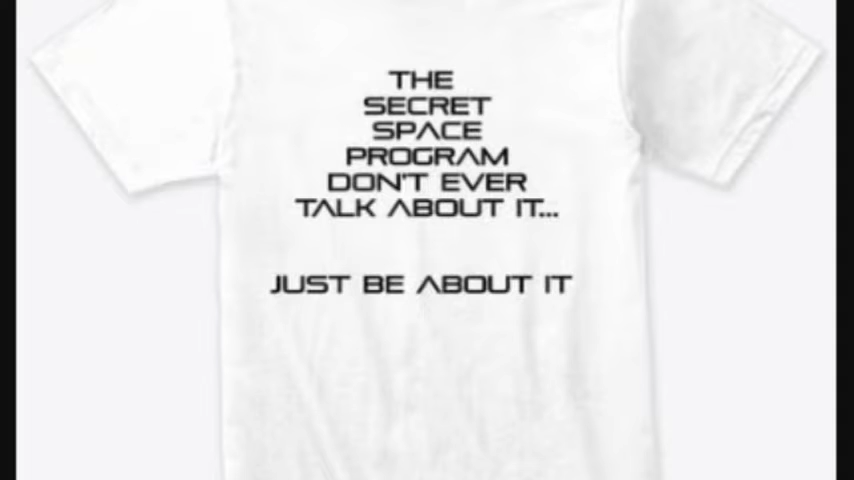 THE
SECRET
SPACE
PROGRAM
DON'T EVER
TALK ABOUT IT...
JUST BE ABOUT IT